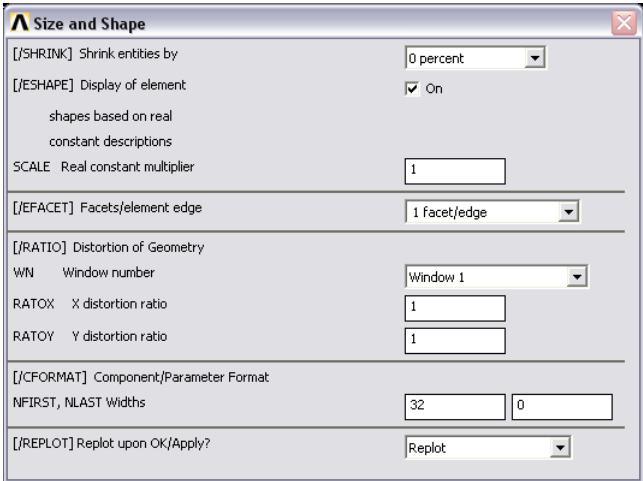 Size and Shape
[/SHRINK] Shrink entities by 0 percent
[/ESHAPE] Display of element On
shapes based on real
constant descriptions
SCALE Real constant multiplier 1
[/EFACET] Facets/element edge 1 facet/edge
[/RATIO] Distortion of Geometry
WN Window number Window 1
RATOX X distortion ratio 1
RATOY Y distortion ratio 1
[/CFORMAT] Component/Parameter Format
NFIRST, NLAST Widths 32 0
[/REPLOT] Replot upon OK/Apply? Replot